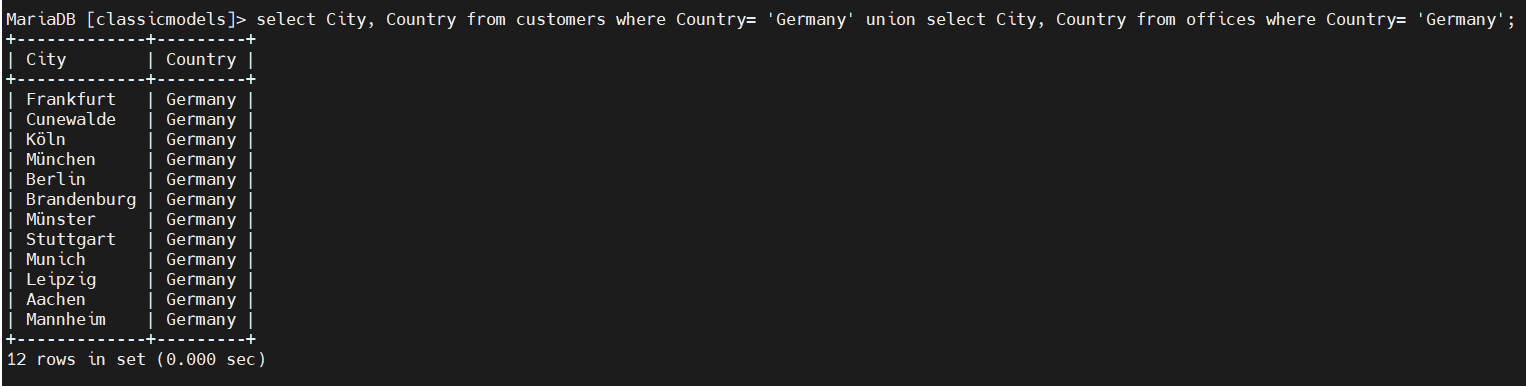 MariaDB [classicmodels]> select City, Country from customers where Country= 'Germany' union select City, Country from offices where Country= 'Germany';
+-------------+---------+
| City        | Country |
+-------------+---------+
| Frankfurt   | Germany |
| Cunewalde   | Germany |
| Köln        | Germany |
| München     | Germany |
| Berlin      | Germany |
| Brandenburg | Germany |
| Münster     | Germany |
| Stuttgart   | Germany |
| Munich      | Germany |
| Leipzig     | Germany |
| Aachen      | Germany |
| Mannheim    | Germany |
+-------------+---------+
12 rows in set (0.000 sec)